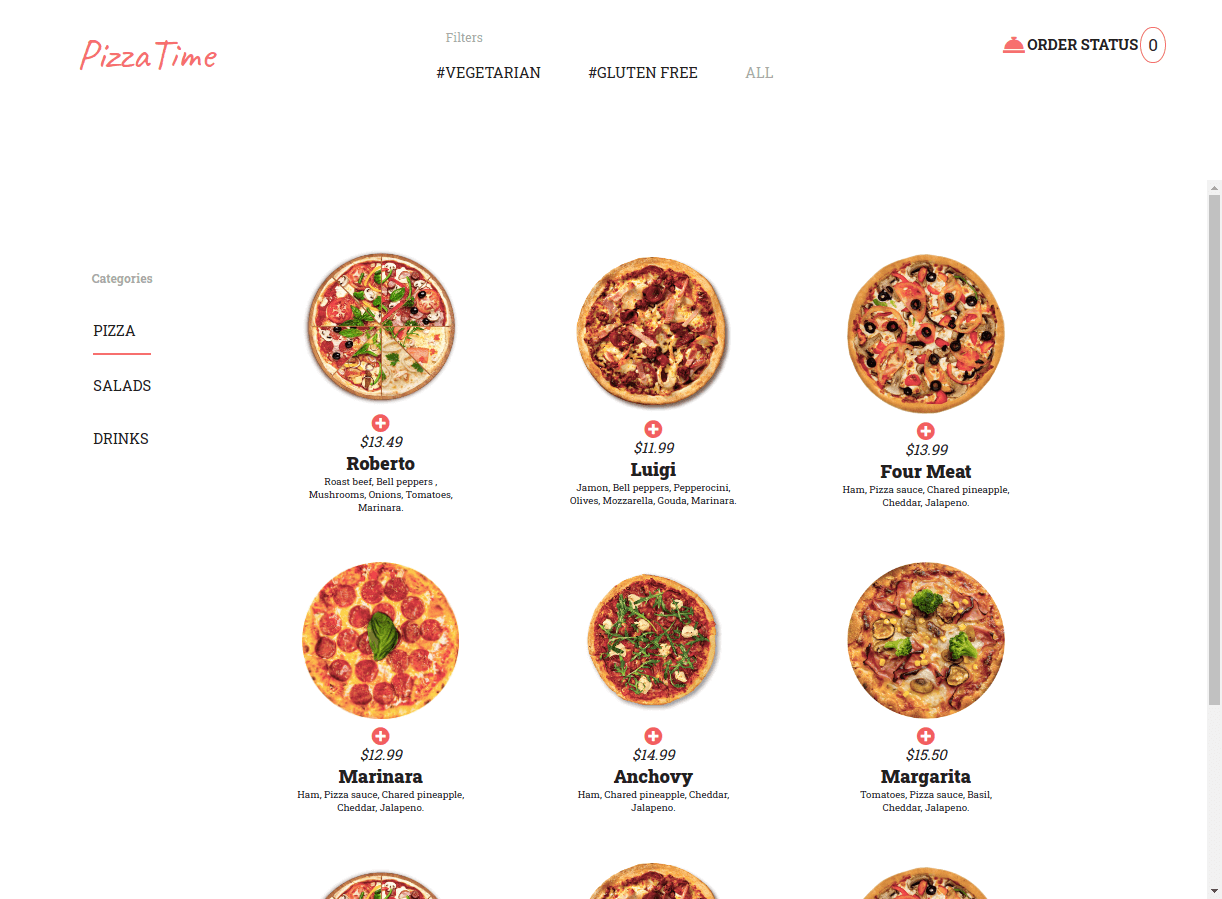 PizzaTime
Filters
#VEGETARIAN
#GLUTEN FREE
ALL
ORDER STATUS 0
Categories
PIZZA
SALADS
DRINKS
$13.49
Roberto
Roast beef, Bell peppers ,
Mushrooms, Onions, Tomatoes,
Marinara.
$11.99
Luigi
Jamon, Bell peppers, Pepperocini,
Olives, Mozzarella, Gouda, Marinara.
$13.99
Four Meat
Ham, Pizza sauce, Chared pineapple,
Cheddar, Jalapeno.
$12.99
Marinara
Ham, Pizza sauce, Chared pineapple,
Cheddar, Jalapeno.
$14.99
Anchovy
Ham, Chared pineapple, Cheddar,
Jalapeno.
$15.50
Margarita
Tomatoes, Pizza sauce, Basil,
Cheddar, Jalapeno.